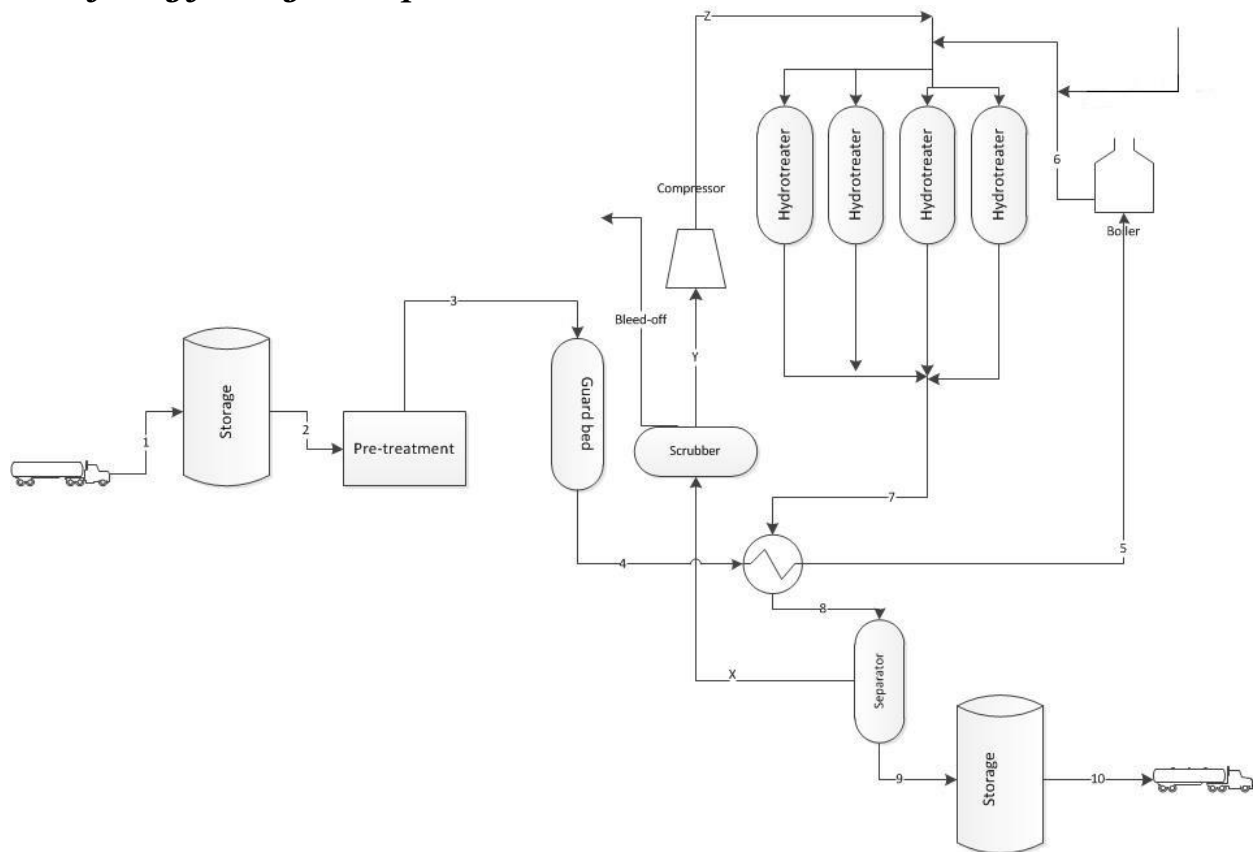 Z
Hydrotreater
Hydrotreater
Hydrotreater
Hydrotreater
6
Compressor
Boiler
3
Bleed-off
Y
Storage
Guard bed
1
2
Pre-treatment
Scrubber
7
4
5
8
X
Separator
Storage
9
10